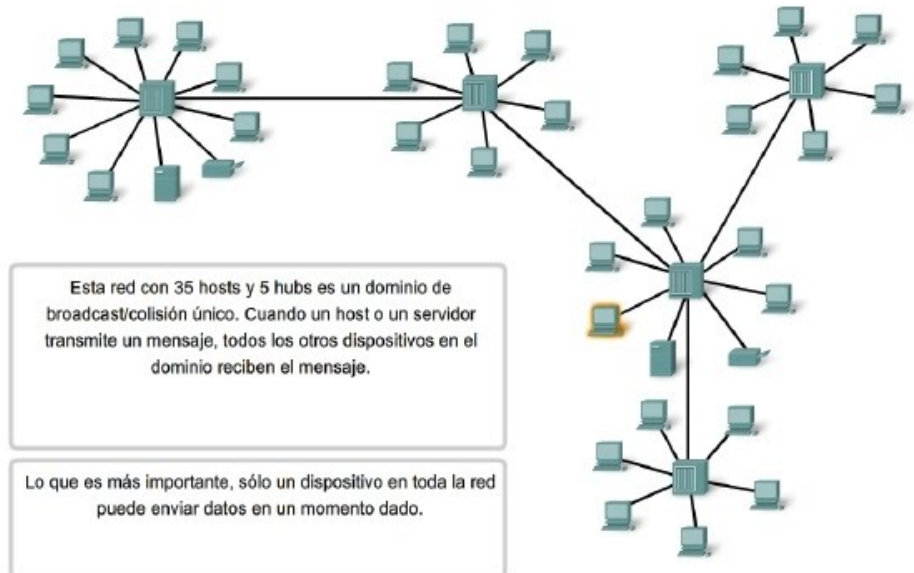 Esta red con 35 hosts y 5 hubs es un dominio de
broadcast/colisión único. Cuando un host o un servidor
transmite un mensaje, todos los otros dispositivos en el
dominio reciben el mensaje.
Lo que es más importante, sólo un dispositivo en toda la red
puede enviar datos en un momento dado.